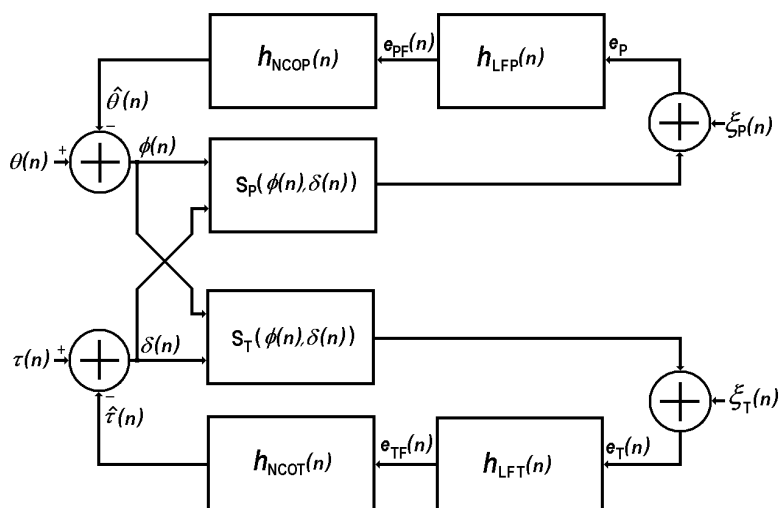 h_NCOP(n)
e_PF(n)
h_LFP(n)
e_P
θ̂(n)
−
ξ_P(n)
θ(n)
+
ϕ(n)
S_P(ϕ(n),δ(n))
τ(n)
+
δ(n)
S_T(ϕ(n),δ(n))
−
τ̂(n)
ξ_T(n)
h_NCOT(n)
e_TF(n)
h_LFT(n)
e_T(n)